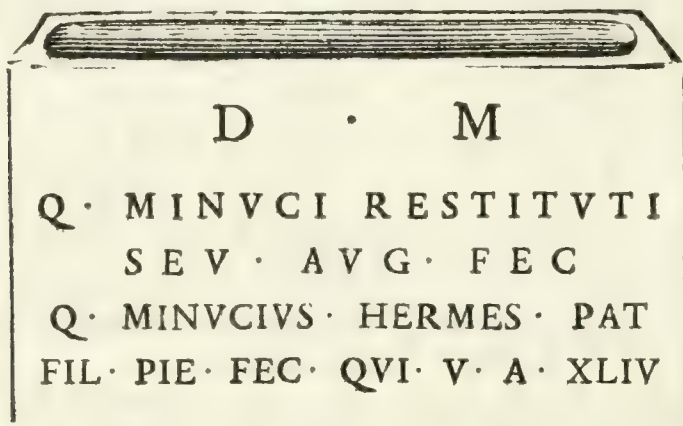 D · M
Q · MINVCI RESTITVTI
SEV · AVG · FEC
Q · MINVCIVS · HERMES · PAT
FIL · PIE · FEC · QVI · V · A · XLIV